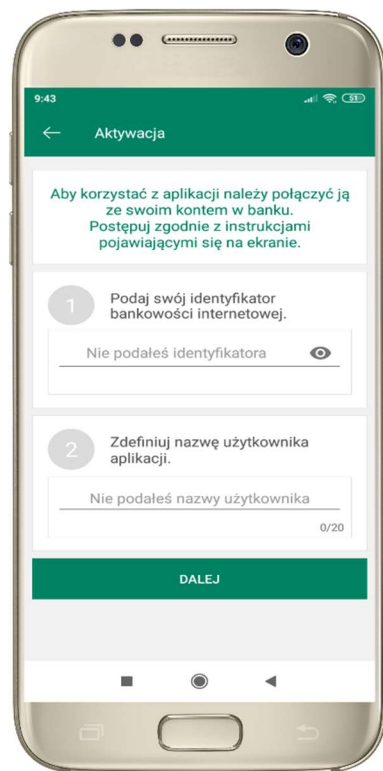 9:43
51
Aktywacja
Aby korzystać z aplikacji należy połączyć ją
ze swoim kontem w banku.
Postępuj zgodnie z instrukcjami
pojawiającymi się na ekranie.
1
Podaj swój identyfikator
bankowości internetowej.
Nie podałeś identyfikatora
2
Zdefiniuj nazwę użytkownika
aplikacji.
Nie podałeś nazwy użytkownika
0/20
DALEJ